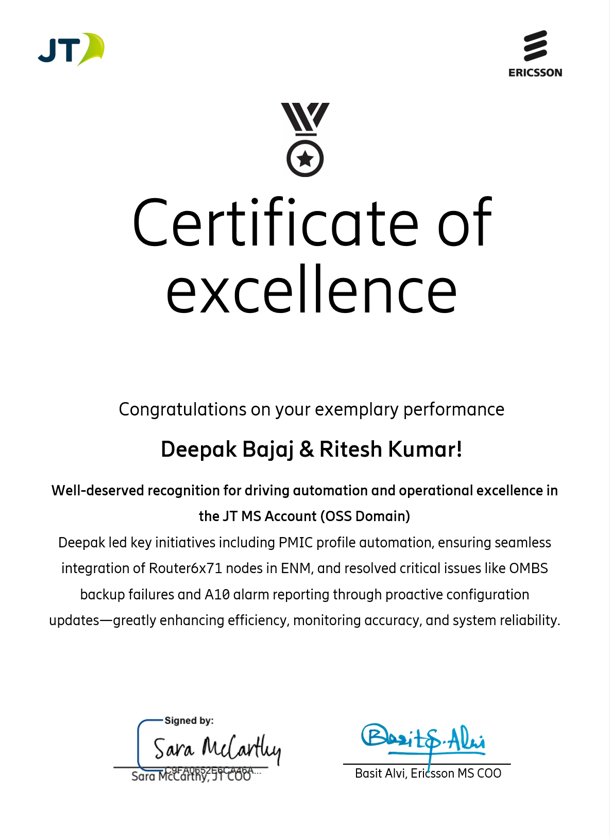 JT
ERICSSON
Certificate of
excellence
Congratulations on your exemplary performance
Deepak Bajaj & Ritesh Kumar!
Well-deserved recognition for driving automation and operational excellence in
the JT MS Account (OSS Domain)
Deepak led key initiatives including PMIC profile automation, ensuring seamless
integration of Router6x71 nodes in ENM, and resolved critical issues like OMBS
backup failures and A10 alarm reporting through proactive configuration
updates—greatly enhancing efficiency, monitoring accuracy, and system reliability.
Signed by:
Sara McCarthy
Sara McCarthy, JT COO
Basit S. Alvi
Basit Alvi, Ericsson MS COO